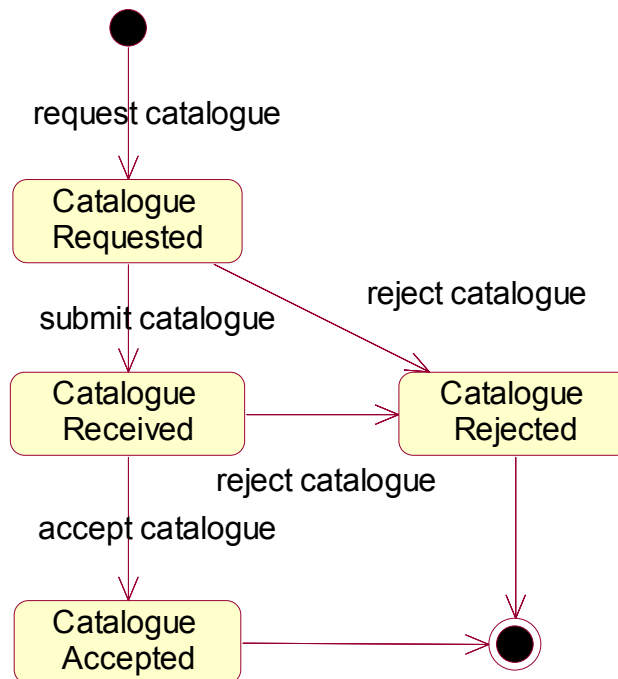 request catalogue
Catalogue
Requested
reject catalogue
submit catalogue
Catalogue
Received
Catalogue
Rejected
reject catalogue
accept catalogue
Catalogue
Accepted